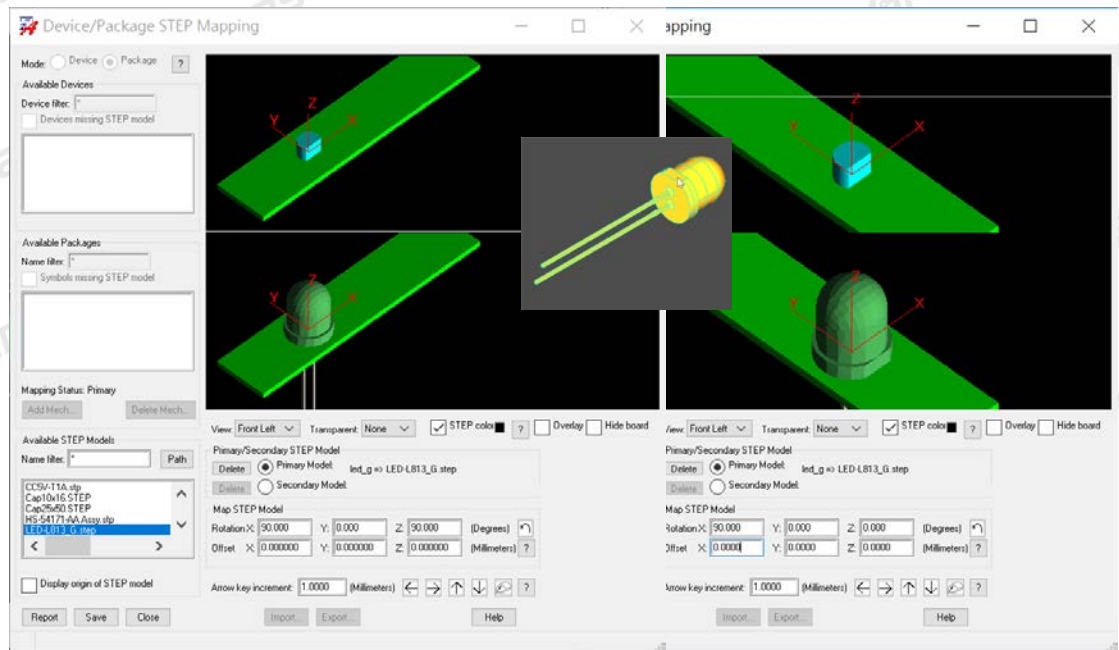 Device/Package STEP Mapping
Mode: Device Package ?
Available Devices
Device filter: *
Devices missing STEP model
Available Packages
Name filter: *
Symbols missing STEP model
Mapping Status: Primary
Add Mech... Delete Mech...
Available STEP Models
Name filter: * Path
CC5V-T1A.stp
Cap10x16.STEP
Cap25x50.STEP
HS-54171-AA.Assy.stp
LED-L813_G.step
Display origin of STEP model
Report Save Close
Z
Y X
Z
Y X
View: Front Left Transparent: None STEP color ? Overlay Hide board
Primary/Secondary STEP Model
Delete Primary Model: led_g => LED-L813_G.step
Delete Secondary Model:
Map STEP Model
Rotation X: 90.000 Y: 0.000 Z: 90.000 (Degrees)
Offset X: 0.000000 Y: 0.000000 Z: 0.000000 (Millimeters) ?
Arrow key increment: 1.0000 (Millimeters) ?
Import... Export... Help
apping
Z
Y X
Z
Y X
View: Front Left Transparent: None STEP color ? Overlay Hide board
Primary/Secondary STEP Model
Delete Primary Model: led_g => LED-L813_G.step
Delete Secondary Model:
Map STEP Model
Rotation X: 90.000 Y: 0.000 Z: 0.000 (Degrees)
Offset X: 0.0000 Y: 0.0000 Z: 0.0000 (Millimeters) ?
Arrow key increment: 1.0000 (Millimeters) ?
Import... Export... Help